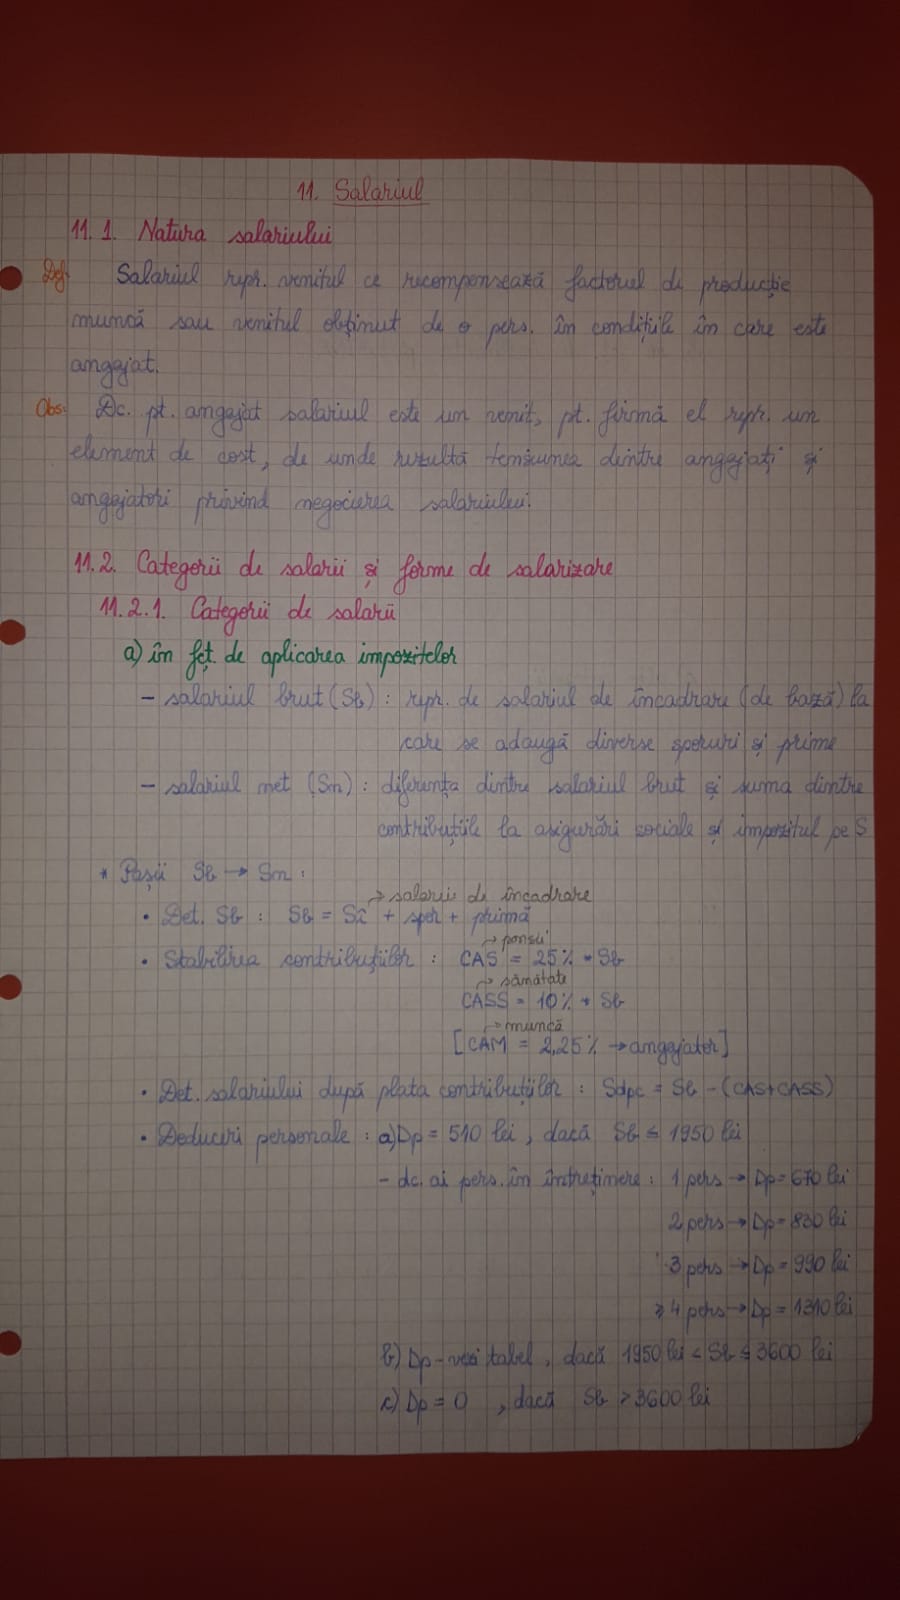 11. Salariul
11.1. Natura salariului
Def. Salariul repr. venitul ce recompensează factorul de producție
muncă sau venitul obținut de o pers. în condițiile în care este
angajat.
Obs: Dc. pt. angajat salariul este un venit, pt. firmă el repr. un
element de cost, de unde rezultă tensiunea dintre angajați și
angajatori privind negocierea salariului.
11.2. Categorii de salarii și forme de salarizare
11.2.1. Categorii de salarii
a) în fct de aplicarea impozitelor
- salariul brut (Sb) : repr. de salariul de încadrare (de bază) la
care se adaugă diverse sporuri și prime
- salariul net (Sn) : diferența dintre salariul brut și suma dintre
contribuțiile la asigurări sociale și impozitul pe S
* Pașii Sb → Sn :
→ salariu de încadrare
• Det. Sb : Sb = Sî + spor + primă
→ pensii
• Stabilirea contribuțiilor : CAS = 25% * Sb
→ sănătate
CASS = 10% * Sb
→ muncă
[CAM = 2,25% → angajator]
• Det. salariului după plata contribuțiilor : Sdpc = Sb - (CAS+CASS)
• Deduceri personale : a) Dp = 510 lei, dacă Sb ≤ 1950 lei
- dc. ai pers. în întreținere : 1 pers → Dp = 670 lei
2 pers → Dp = 830 lei
3 pers → Dp = 990 lei
≥ 4 pers → Dp = 1310 lei
b) Dp - vezi tabel, dacă 1950 lei < Sb ≤ 3600 lei
c) Dp = 0, dacă Sb > 3600 lei